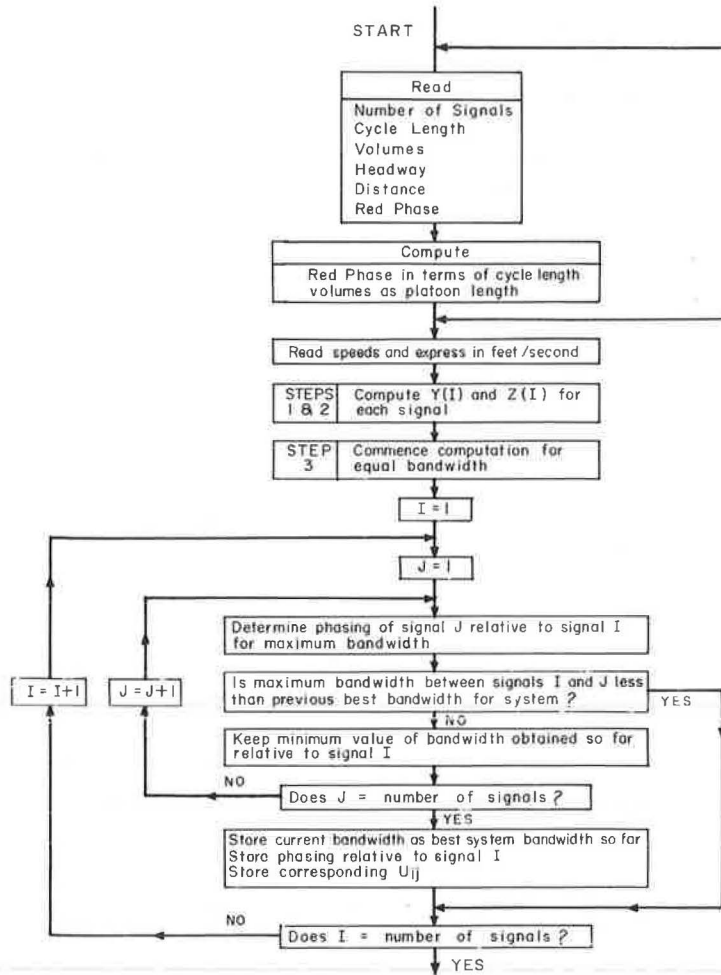 START
Read
Number of Signals
Cycle Length
Volumes
Headway
Distance
Red Phase
Compute
Red Phase in terms of cycle length
volumes as platoon length
Read speeds and express in feet/second
STEPS
1 & 2
Compute Y(I) and Z(I) for
each signal
STEP
3
Commence computation for
equal bandwidth
I = 1
J = 1
Determine phasing of signal J relative to signal I
for maximum bandwidth
I = I+1
J = J+1
Is maximum bandwidth between signals I and J less
than previous best bandwidth for system ?
YES
NO
Keep minimum value of bandwidth obtained so far
relative to signal I
NO
Does J = number of signals ?
YES
Store current bandwidth as best system bandwidth so far
Store phasing relative to signal I
Store corresponding Uij
NO
Does I = number of signals ?
YES